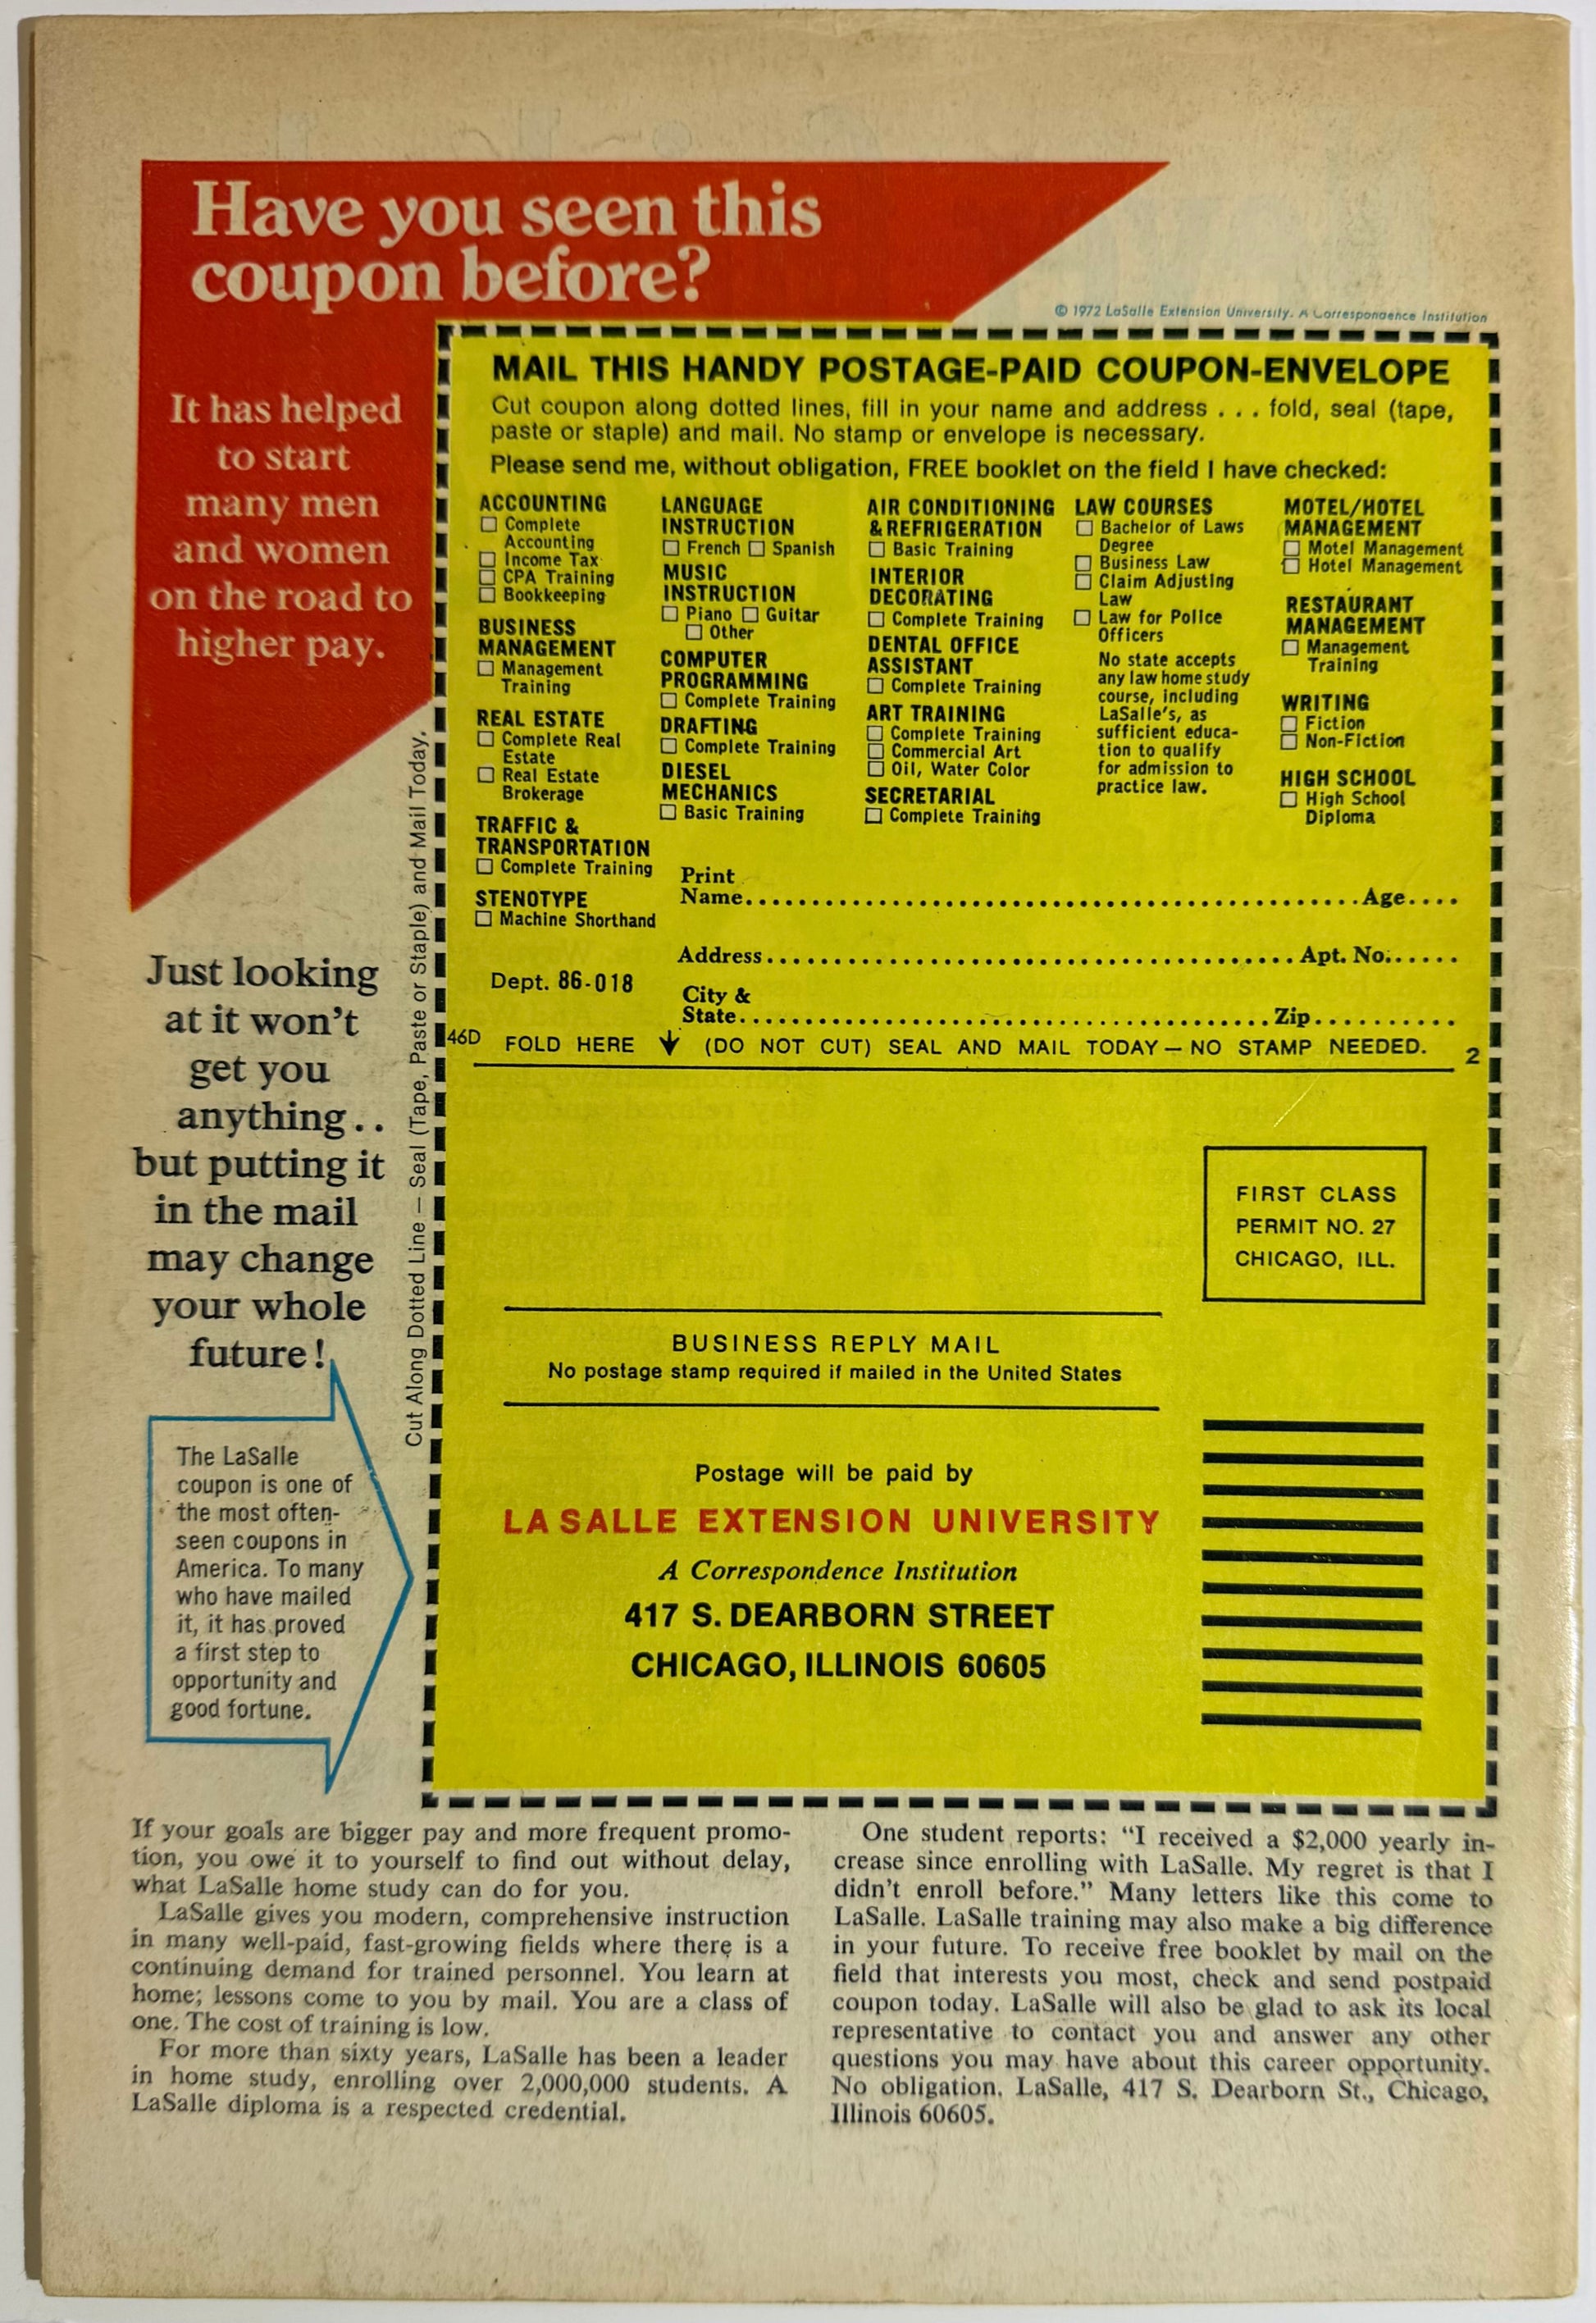 Have you seen this
coupon before?
© 1972 LaSalle Extension University. A Correspondence Institution
It has helped
to start
many men
and women
on the road to
higher pay.
Just looking
at it won't
get you
anything..
but putting it
in the mail
may change
your whole
future!
The LaSalle
coupon is one of
the most often-
seen coupons in
America. To many
who have mailed
it, it has proved
a first step to
opportunity and
good fortune.
Cut Along Dotted Line — Seal (Tape, Paste or Staple) and Mail Today.
MAIL THIS HANDY POSTAGE-PAID COUPON-ENVELOPE
Cut coupon along dotted lines, fill in your name and address . . . fold, seal (tape,
paste or staple) and mail. No stamp or envelope is necessary.
Please send me, without obligation, FREE booklet on the field I have checked:
ACCOUNTING
☐ Complete
Accounting
☐ Income Tax
☐ CPA Training
☐ Bookkeeping
BUSINESS
MANAGEMENT
☐ Management
Training
REAL ESTATE
☐ Complete Real
Estate
☐ Real Estate
Brokerage
TRAFFIC &
TRANSPORTATION
☐ Complete Training
STENOTYPE
☐ Machine Shorthand
LANGUAGE
INSTRUCTION
☐ French ☐ Spanish
MUSIC
INSTRUCTION
☐ Piano ☐ Guitar
☐ Other
COMPUTER
PROGRAMMING
☐ Complete Training
DRAFTING
☐ Complete Training
DIESEL
MECHANICS
☐ Basic Training
AIR CONDITIONING
& REFRIGERATION
☐ Basic Training
INTERIOR
DECORATING
☐ Complete Training
DENTAL OFFICE
ASSISTANT
☐ Complete Training
ART TRAINING
☐ Complete Training
☐ Commercial Art
☐ Oil, Water Color
SECRETARIAL
☐ Complete Training
LAW COURSES
☐ Bachelor of Laws
Degree
☐ Business Law
☐ Claim Adjusting
Law
☐ Law for Police
Officers
No state accepts
any law home study
course, including
LaSalle's, as
sufficient educa-
tion to qualify
for admission to
practice law.
MOTEL/HOTEL
MANAGEMENT
☐ Motel Management
☐ Hotel Management
RESTAURANT
MANAGEMENT
☐ Management
Training
WRITING
☐ Fiction
☐ Non-Fiction
HIGH SCHOOL
☐ High School
Diploma
Print
Name.......... Age....
Address.......... Apt. No......
Dept. 86-018
City &
State.......... Zip..........
46D FOLD HERE ↓ (DO NOT CUT) SEAL AND MAIL TODAY — NO STAMP NEEDED. 2
FIRST CLASS
PERMIT NO. 27
CHICAGO, ILL.
BUSINESS REPLY MAIL
No postage stamp required if mailed in the United States
Postage will be paid by
LA SALLE EXTENSION UNIVERSITY
A Correspondence Institution
417 S. DEARBORN STREET
CHICAGO, ILLINOIS 60605
If your goals are bigger pay and more frequent promo-
tion, you owe it to yourself to find out without delay,
what LaSalle home study can do for you.
LaSalle gives you modern, comprehensive instruction
in many well-paid, fast-growing fields where there is a
continuing demand for trained personnel. You learn at
home; lessons come to you by mail. You are a class of
one. The cost of training is low.
For more than sixty years, LaSalle has been a leader
in home study, enrolling over 2,000,000 students. A
LaSalle diploma is a respected credential.
One student reports: "I received a $2,000 yearly in-
crease since enrolling with LaSalle. My regret is that I
didn't enroll before." Many letters like this come to
LaSalle. LaSalle training may also make a big difference
in your future. To receive free booklet by mail on the
field that interests you most, check and send postpaid
coupon today. LaSalle will also be glad to ask its local
representative to contact you and answer any other
questions you may have about this career opportunity.
No obligation. LaSalle, 417 S. Dearborn St., Chicago,
Illinois 60605.